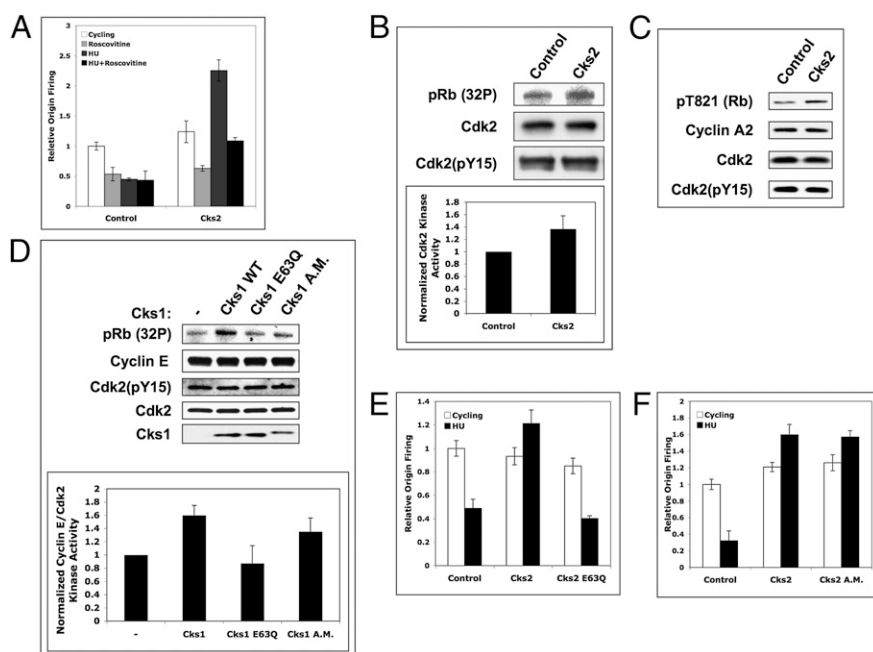 A
3
2.5
2
1.5
1
0.5
0
Reletive Origin Firing
Cycling
Roscovitine
HU
HU+Roscovitine
Control
Cks2
B
Control
Cks2
pRb (32P)
Cdk2
Cdk2(pY15)
Normalized Cdk2 Kinase
Activity
1.8
1.6
1.4
1.2
1
0.8
0.6
0.4
0.2
0
Control
Cks2
C
Control
Cks2
pT821 (Rb)
Cyclin A2
Cdk2
Cdk2(pY15)
D
Cks1:
-
Cks1 WT
Cks1 E63Q
Cks1 A.M.
pRb (32P)
Cyclin E
Cdk2(pY15)
Cdk2
Cks1
Normalized Cyclin E/Cdk2
Kinase Activity
2
1.8
1.6
1.4
1.2
1
0.8
0.6
0.4
0.2
0
-
Cks1
Cks1 E63Q
Cks1 A.M.
E
Relative Origin Firing
1.4
1.2
1
0.8
0.6
0.4
0.2
0
Cycling
HU
Control
Cks2
Cks2 E63Q
F
Relative Origin Firing
2
1.8
1.6
1.4
1.2
1
0.8
0.6
0.4
0.2
0
Cycling
HU
Control
Cks2
Cks2 A.M.